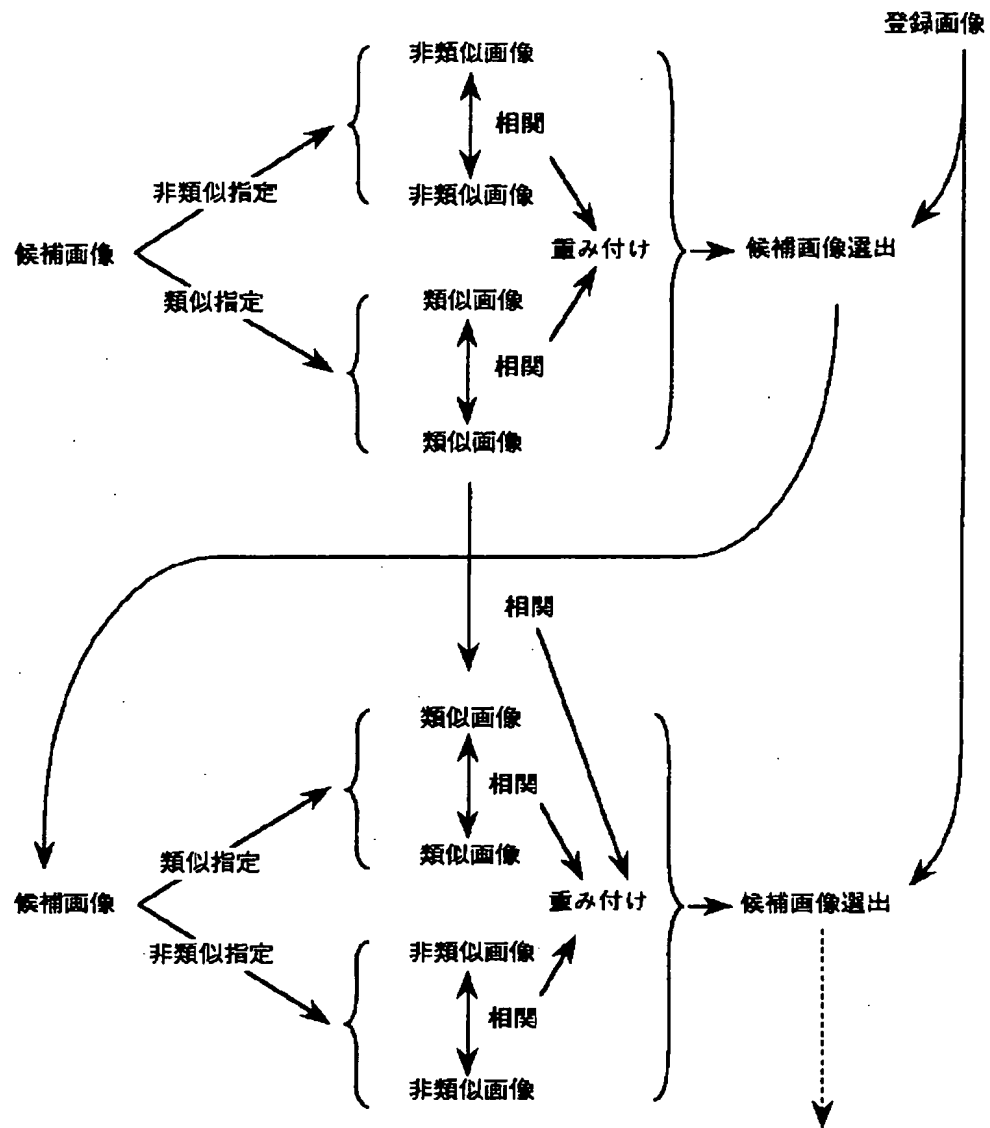 登録画像
非類似画像
相関
非類似指定
非類似画像
候補画像
重み付け
候補画像選出
類似指定
類似画像
相関
類似画像
相関
類似画像
相関
類似指定
類似画像
候補画像
重み付け
候補画像選出
非類似指定
非類似画像
相関
非類似画像